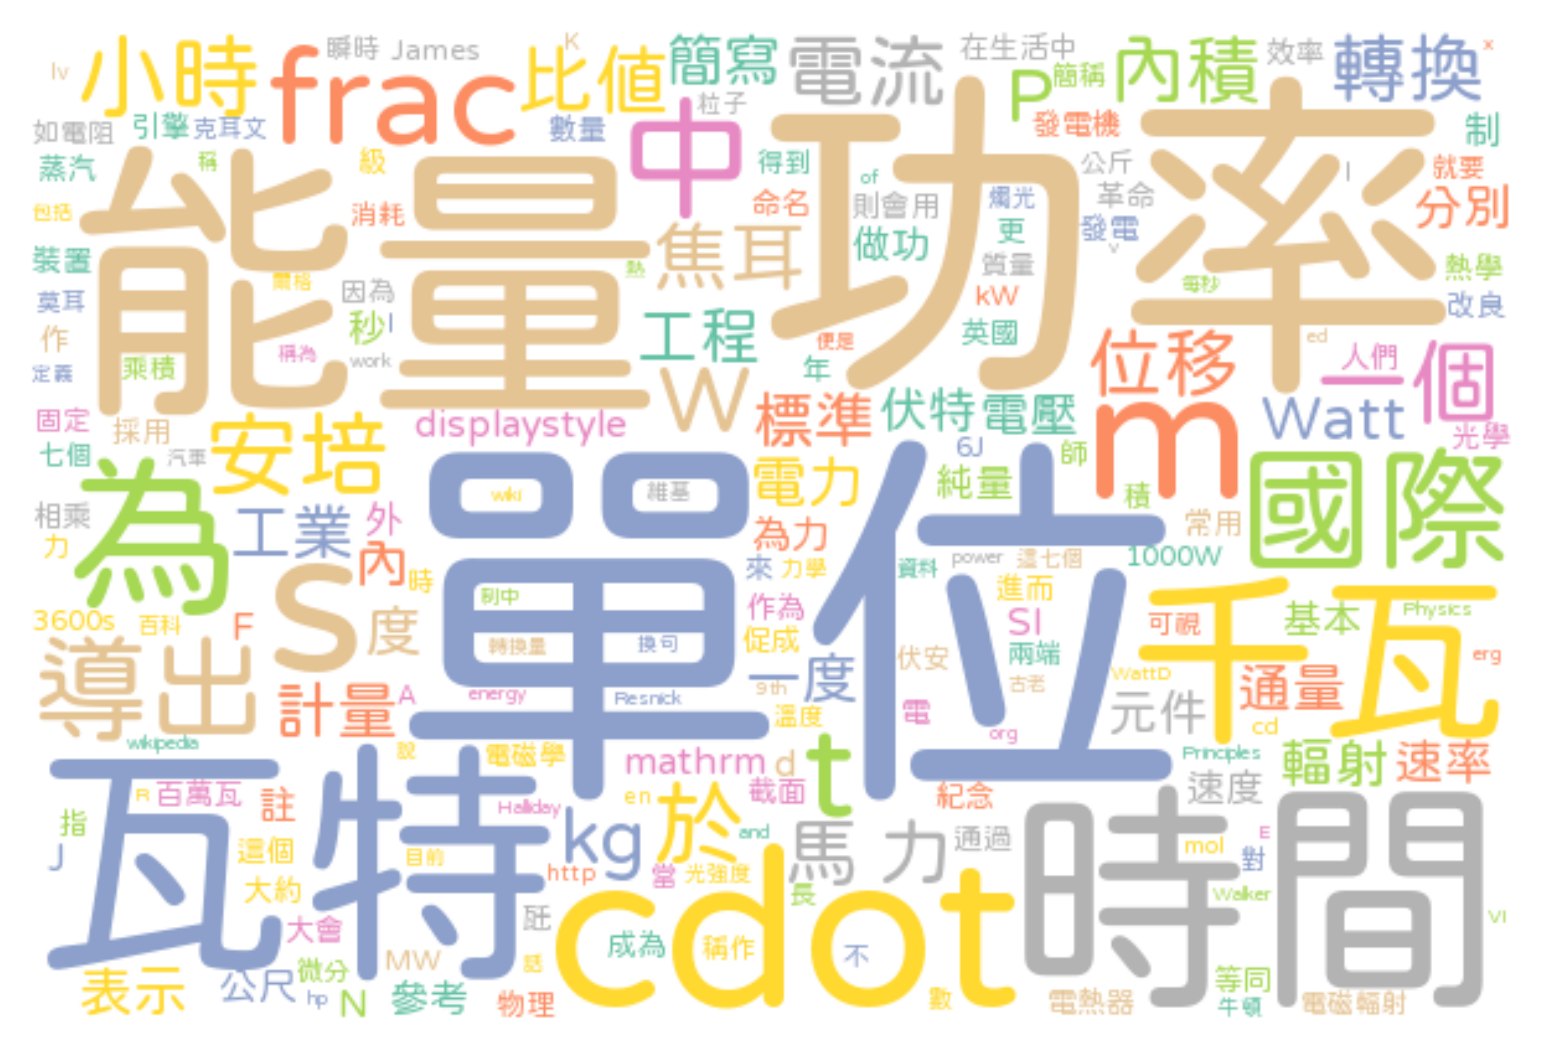 lv 小時 frac 瞬時 James K 比值 簡寫 電流 在生活中 P 簡稱 內積 效率 轉換 x
如電阻 引擎 克耳文 數量 粒子 發電機 制
蒸汽 稱 級 中 得到 of 功率 公斤 l 就要
包括 能量 消耗 命名 則會用 燭光 革命 分別
裝置 爾格 熱 焦耳 做功 更 質量 發電 v 熱學
莫耳 因為 秒 l kW 每秒 改良
作 乘積 稱為 work 工程 便是 英國 ed 人們 一個
定義 年 位移
固定 採用 安培 displaystyle W 標準 伏特 電壓 m Watt 光學
七個 汽車 wiki 維基 電力 6J 師 國際
為 單位 純量 積 常用
相乘 工業 外 為力 1000W
力 內 時 來 力學 資料 power 這七個
3600s 百科 F S 度 制中 作為 進而 SI 千瓦 可視 基本 Physics
導出 轉換量 換句 促成 伏安 兩端 erg
計量 A energy Resnick 一度 9th 古老 WattD 元件 通量
wikipedia 說 電磁學 溫度 電 org cd
瓦特 mathrm d t Principles 輻射 速率
R 百萬瓦 註 Halliday en 截面 紀念 速度 時間
指 這個 目前 kg 於 and 馬力 通過 mol E 對
J 大約 http 當 光強度 長 Walker
大會 瓩 cdot 成為 稱作 不 VI
表示 公尺 微分 MW 話 等同
hp N 參考 物理 數 電熱器 牛頓 電磁輻射